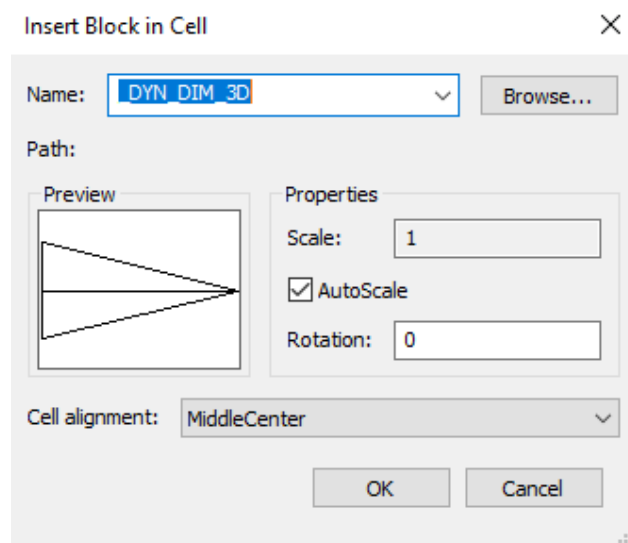 Insert Block in Cell
Name: _DYN_DIM_3D Browse...
Path:
Preview
Properties
Scale: 1
AutoScale
Rotation: 0
Cell alignment: MiddleCenter
OK Cancel